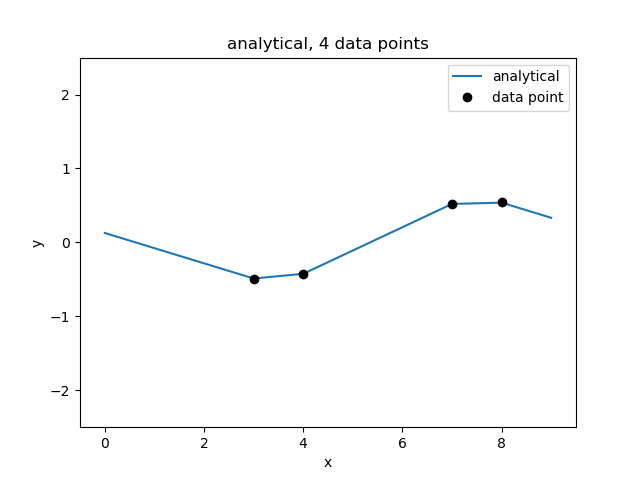 analytical, 4 data points
analytical
data point
2
1
0
−1
−2
y
0 2 4 6 8
x